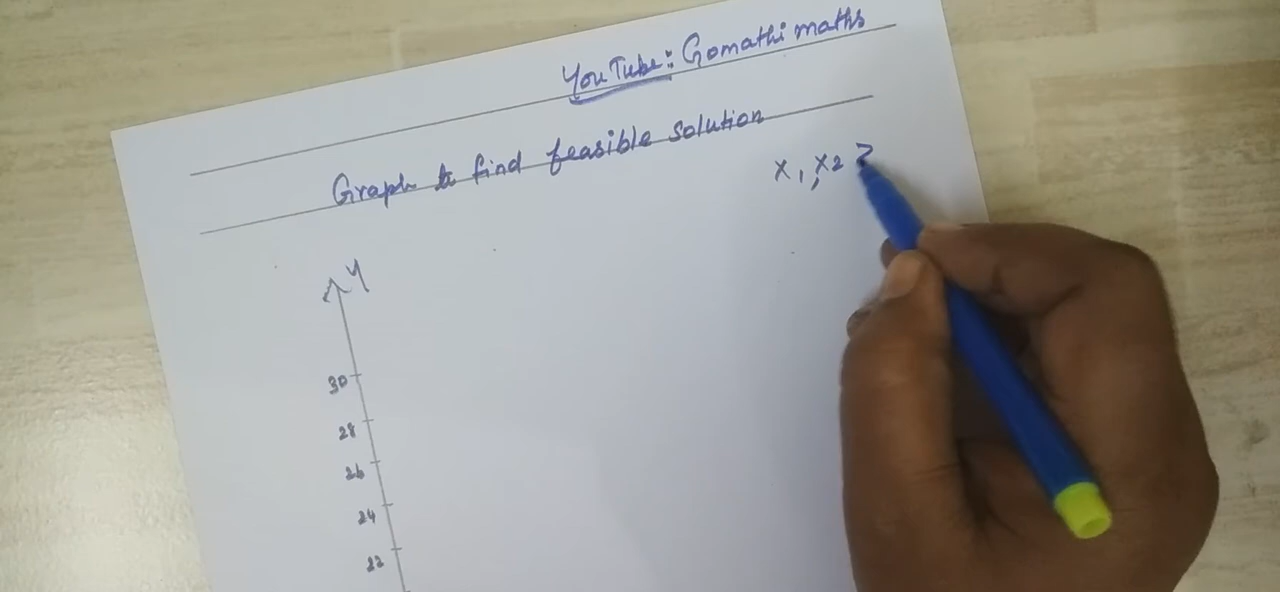 YouTube: Gomathi maths
Graph to find feasible solution
x₁, x₂ >
Y
30
28
26
24
22